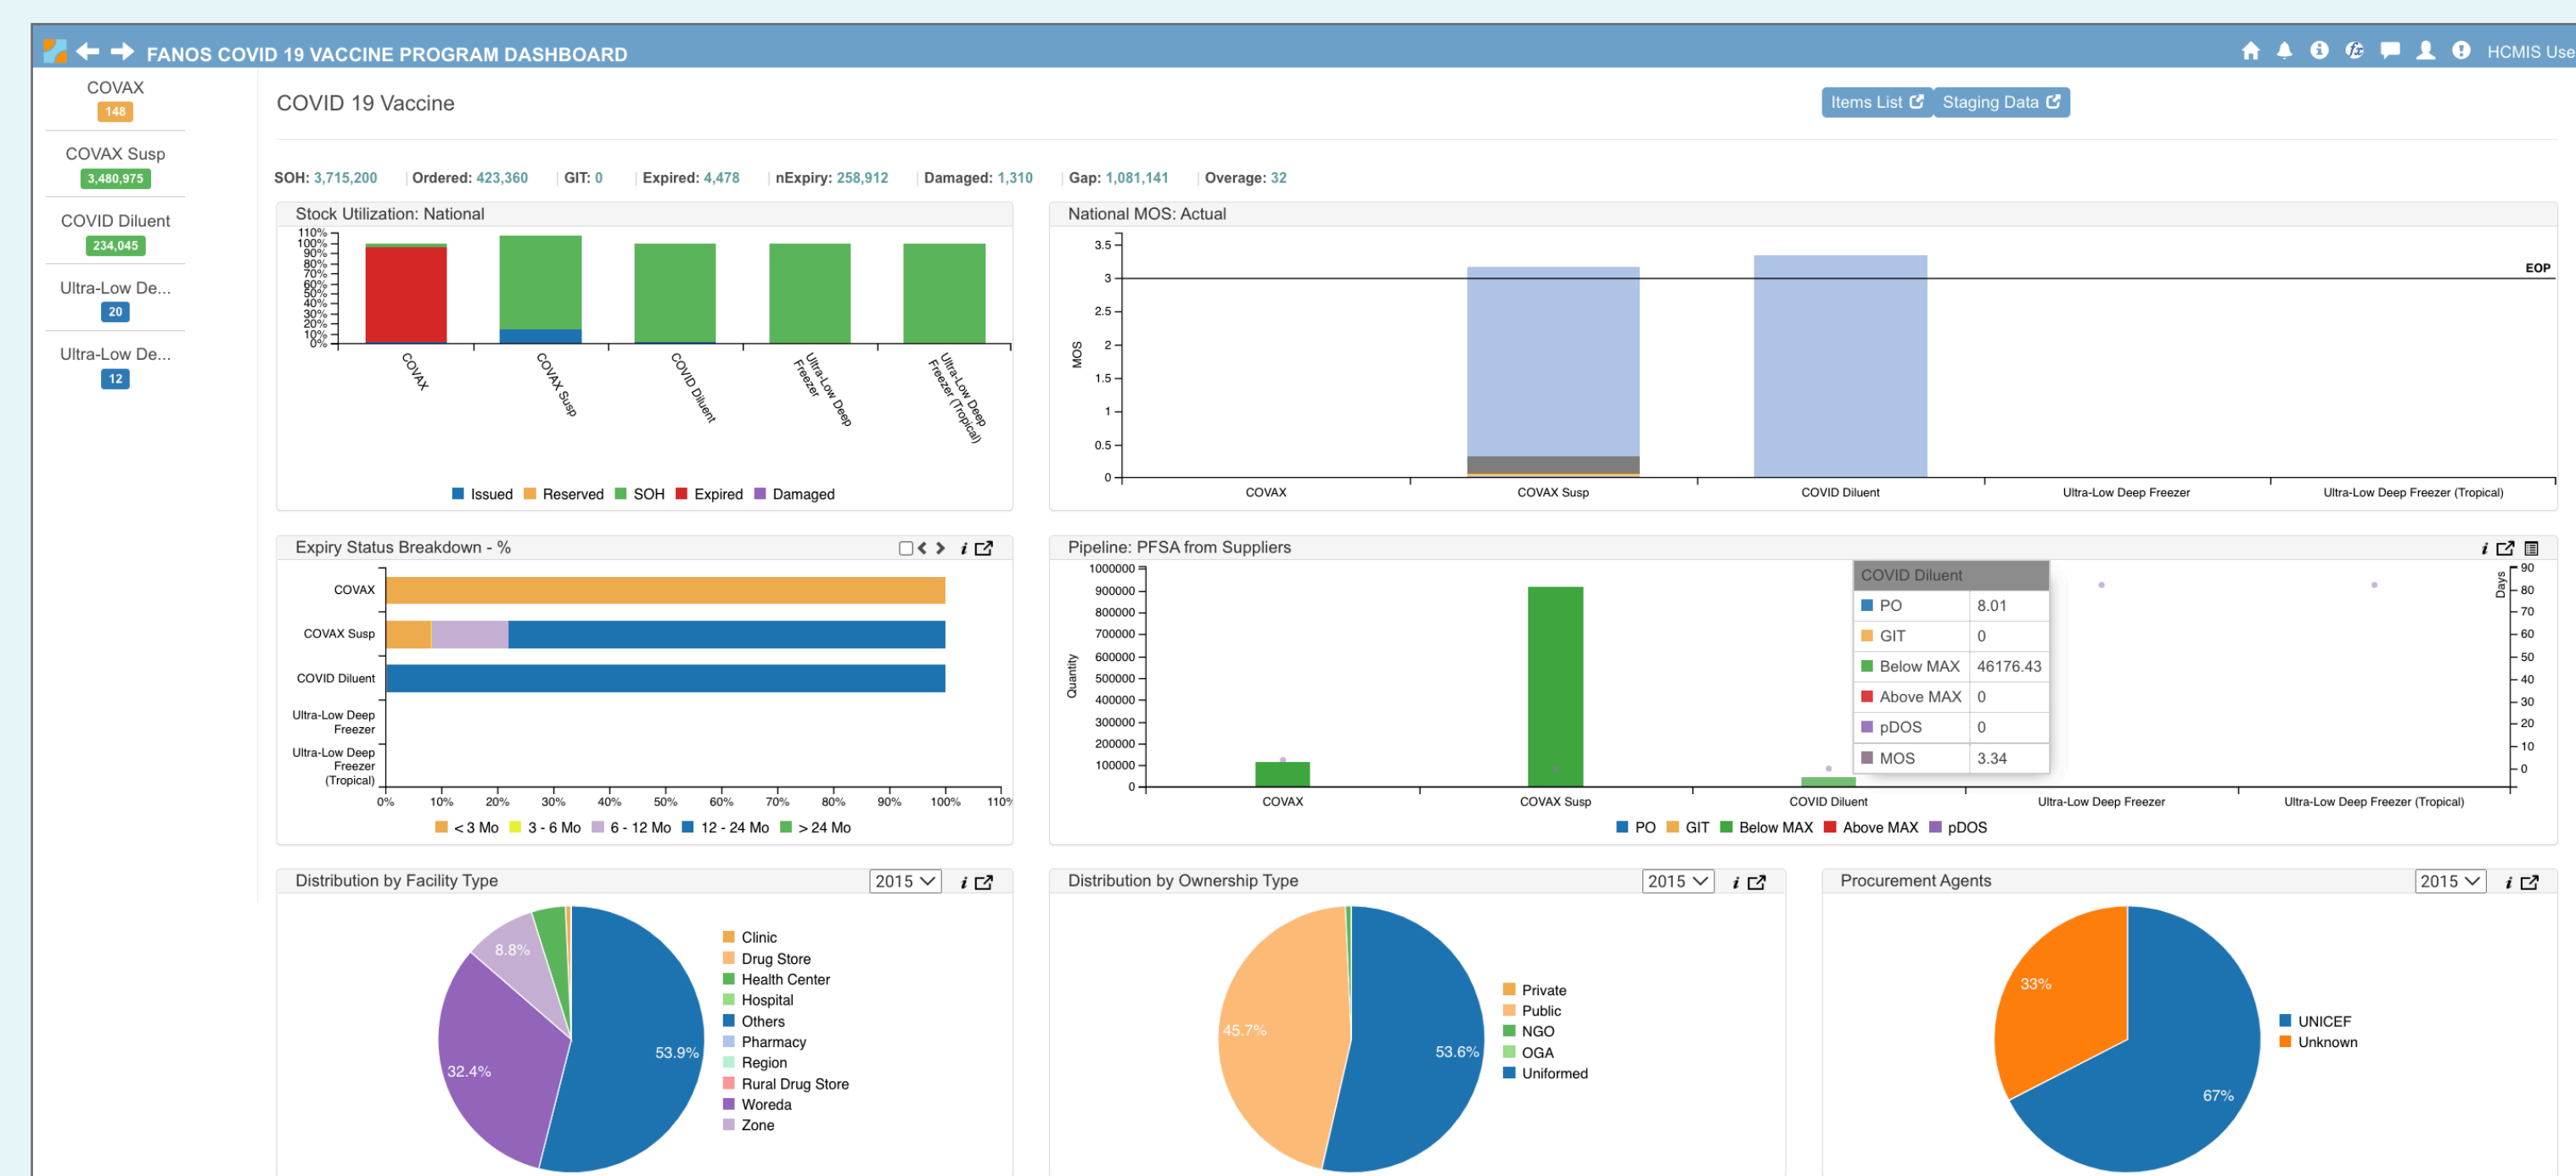 FANOS COVID 19 VACCINE PROGRAM DASHBOARD
HCMIS Use
COVAX
148
COVAX Susp
3,480,975
COVID Diluent
234,045
Ultra-Low De...
20
Ultra-Low De...
12
COVID 19 Vaccine
Items List
Staging Data
SOH: 3,715,200 Ordered: 423,360 GIT: 0 Expired: 4,478 nExpiry: 258,912 Damaged: 1,310 Gap: 1,081,141 Overage: 32
Stock Utilization: National
110%
100%
90%
80%
70%
60%
50%
40%
30%
20%
10%
0%
COVAX
COVAX Susp
COVID Diluent
Ultra-Low Deep
Freezer
Ultra-Low Deep
Freezer (Tropical)
Issued Reserved SOH Expired Damaged
National MOS: Actual
MOS
3.5
3
2.5
2
1.5
1
0.5
0
EOP
COVAX COVAX Susp COVID Diluent Ultra-Low Deep Freezer Ultra-Low Deep Freezer (Tropical)
Expiry Status Breakdown - %
i
COVAX
COVAX Susp
COVID Diluent
Ultra-Low Deep
Freezer
Ultra-Low Deep
Freezer
(Tropical)
0% 10% 20% 30% 40% 50% 60% 70% 80% 90% 100% 110%
< 3 Mo 3 - 6 Mo 6 - 12 Mo 12 - 24 Mo > 24 Mo
Pipeline: PFSA from Suppliers
i
Quantity
1000000
900000
800000
700000
600000
500000
400000
300000
200000
100000
0
COVID Diluent
PO 8.01
GIT 0
Below MAX 46176.43
Above MAX 0
pDOS 0
MOS 3.34
Days
90
80
70
60
50
40
30
20
10
0
COVAX COVAX Susp COVID Diluent Ultra-Low Deep Freezer Ultra-Low Deep Freezer (Tropical)
PO GIT Below MAX Above MAX pDOS
Distribution by Facility Type
2015
i
8.8%
32.4%
53.9%
Clinic
Drug Store
Health Center
Hospital
Others
Pharmacy
Region
Rural Drug Store
Woreda
Zone
Distribution by Ownership Type
2015
i
45.7%
53.6%
Private
Public
NGO
OGA
Uniformed
Procurement Agents
2015
i
33%
67%
UNICEF
Unknown